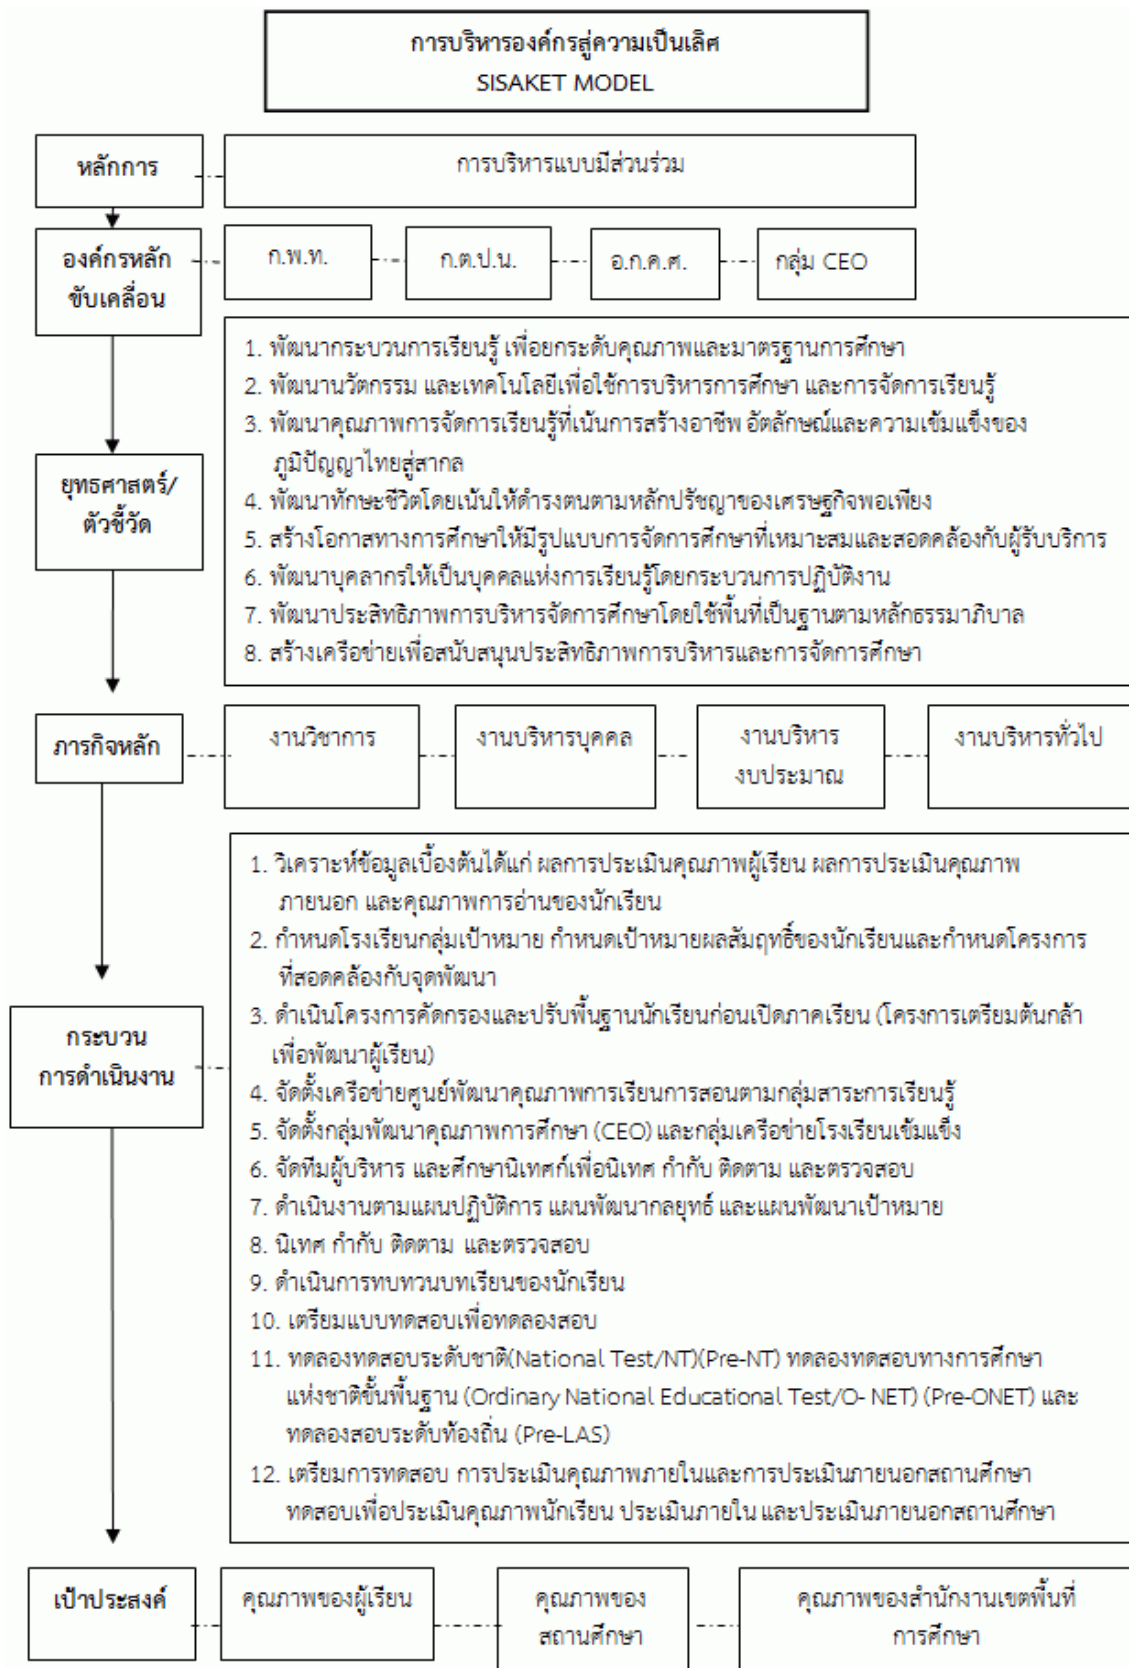 การบริหารองค์กรสู่ความเป็นเลิศ
SISAKET MODEL
หลักการ
การบริหารแบบมีส่วนร่วม
องค์กรหลัก
ขับเคลื่อน
ก.พ.ท.
ก.ต.ป.น.
อ.ก.ค.ศ.
กลุ่ม CEO
ยุทธศาสตร์/
ตัวชี้วัด
1. พัฒนากระบวนการเรียนรู้ เพื่อยกระดับคุณภาพและมาตรฐานการศึกษา
2. พัฒนานวัตกรรม และเทคโนโลยีเพื่อใช้การบริหารการศึกษา และการจัดการเรียนรู้
3. พัฒนาคุณภาพการจัดการเรียนรู้ที่เน้นการสร้างอาชีพ อัตลักษณ์และความเข้มแข็งของ
ภูมิปัญญาไทยสู่สากล
4. พัฒนาทักษะชีวิตโดยเน้นให้ดำรงตนตามหลักปรัชญาของเศรษฐกิจพอเพียง
5. สร้างโอกาสทางการศึกษาให้มีรูปแบบการจัดการศึกษาที่เหมาะสมและสอดคล้องกับผู้รับบริการ
6. พัฒนาบุคลากรให้เป็นบุคคลแห่งการเรียนรู้โดยกระบวนการปฏิบัติงาน
7. พัฒนาประสิทธิภาพการบริหารจัดการศึกษาโดยใช้พื้นที่เป็นฐานตามหลักธรรมาภิบาล
8. สร้างเครือข่ายเพื่อสนับสนุนประสิทธิภาพการบริหารและการจัดการศึกษา
ภารกิจหลัก
งานวิชาการ
งานบริหารบุคคล
งานบริหาร
งบประมาณ
งานบริหารทั่วไป
กระบวน
การดำเนินงาน
1. วิเคราะห์ข้อมูลเบื้องต้นได้แก่ ผลการประเมินคุณภาพผู้เรียน ผลการประเมินคุณภาพ
ภายนอก และคุณภาพการอ่านของนักเรียน
2. กำหนดโรงเรียนกลุ่มเป้าหมาย กำหนดเป้าหมายผลสัมฤทธิ์ของนักเรียนและกำหนดโครงการ
ที่สอดคล้องกับจุดพัฒนา
3. ดำเนินโครงการคัดกรองและปรับพื้นฐานนักเรียนก่อนเปิดภาคเรียน (โครงการเตรียมต้นกล้า
เพื่อพัฒนาผู้เรียน)
4. จัดตั้งเครือข่ายศูนย์พัฒนาคุณภาพการเรียนการสอนตามกลุ่มสาระการเรียนรู้
5. จัดตั้งกลุ่มพัฒนาคุณภาพการศึกษา (CEO) และกลุ่มเครือข่ายโรงเรียนเข้มแข็ง
6. จัดทีมผู้บริหาร และศึกษานิเทศก์เพื่อนิเทศ กำกับ ติดตาม และตรวจสอบ
7. ดำเนินงานตามแผนปฏิบัติการ แผนพัฒนากลยุทธ์ และแผนพัฒนาเป้าหมาย
8. นิเทศ กำกับ ติดตาม และตรวจสอบ
9. ดำเนินการทบทวนบทเรียนของนักเรียน
10. เตรียมแบบทดสอบเพื่อทดลองสอบ
11. ทดลองทดสอบระดับชาติ(National Test/NT)(Pre-NT) ทดลองทดสอบทางการศึกษา
แห่งชาติขั้นพื้นฐาน (Ordinary National Educational Test/O- NET) (Pre-ONET) และ
ทดลองสอบระดับท้องถิ่น (Pre-LAS)
12. เตรียมการทดสอบ การประเมินคุณภาพภายในและการประเมินภายนอกสถานศึกษา
ทดสอบเพื่อประเมินคุณภาพนักเรียน ประเมินภายใน และประเมินภายนอกสถานศึกษา
เป้าประสงค์
คุณภาพของผู้เรียน
คุณภาพของ
สถานศึกษา
คุณภาพของสำนักงานเขตพื้นที่
การศึกษา